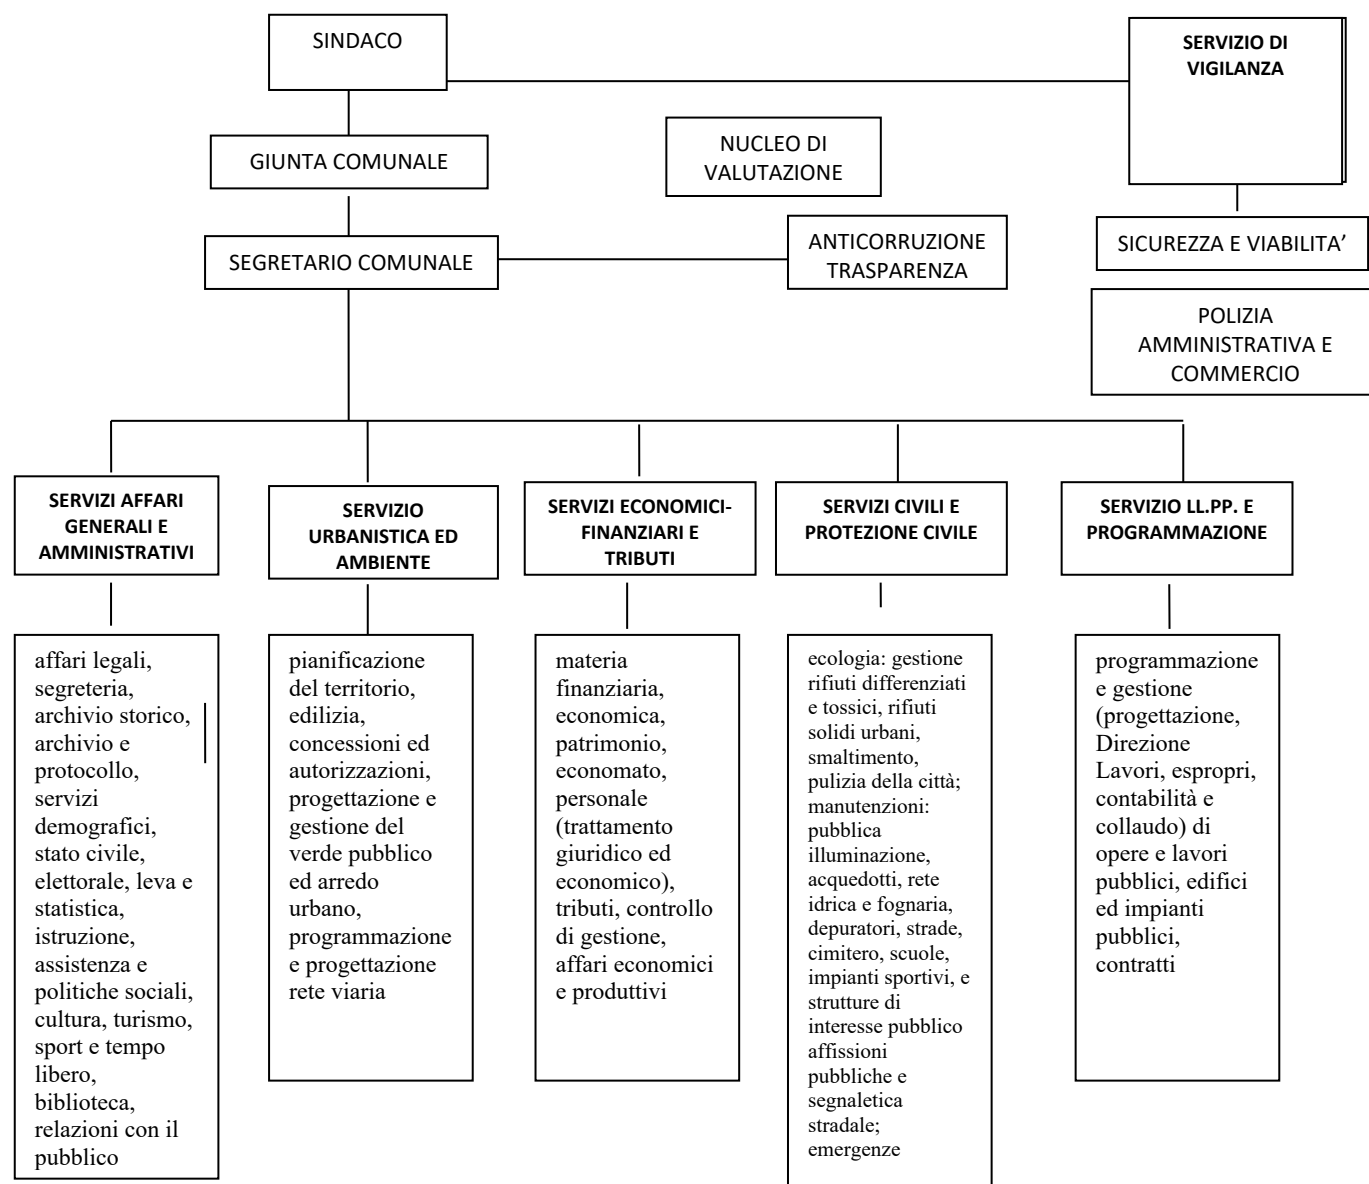 SINDACO
SERVIZIO DI
VIGILANZA
GIUNTA COMUNALE
NUCLEO DI
VALUTAZIONE
SEGRETARIO COMUNALE
ANTICORRUZIONE
TRASPARENZA
SICUREZZA E VIABILITA’
POLIZIA
AMMINISTRATIVA E
COMMERCIO
SERVIZI AFFARI
GENERALI E
AMMINISTRATIVI
SERVIZIO
URBANISTICA ED
AMBIENTE
SERVIZI ECONOMICI-
FINANZIARI E
TRIBUTI
SERVIZI CIVILI E
PROTEZIONE CIVILE
SERVIZIO LL.PP. E
PROGRAMMAZIONE
affari legali,
segreteria,
archivio storico,
archivio e
protocollo,
servizi
demografici,
stato civile,
elettorale, leva e
statistica,
istruzione,
assistenza e
politiche sociali,
cultura, turismo,
sport e tempo
libero,
biblioteca,
relazioni con il
pubblico
pianificazione
del territorio,
edilizia,
concessioni ed
autorizzazioni,
progettazione e
gestione del
verde pubblico
ed arredo
urbano,
programmazione
e progettazione
rete viaria
materia
finanziaria,
economica,
patrimonio,
economato,
personale
(trattamento
giuridico ed
economico),
tributi, controllo
di gestione,
affari economici
e produttivi
ecologia: gestione
rifiuti differenziati
e tossici, rifiuti
solidi urbani,
smaltimento,
pulizia della città;
manutenzioni:
pubblica
illuminazione,
acquedotti, rete
idrica e fognaria,
depuratori, strade,
cimitero, scuole,
impianti sportivi, e
strutture di
interesse pubblico
affissioni
pubbliche e
segnaletica
stradale;
emergenze
programmazione
e gestione
(progettazione,
Direzione
Lavori, espropri,
contabilità e
collaudo) di
opere e lavori
pubblici, edifici
ed impianti
pubblici,
contratti